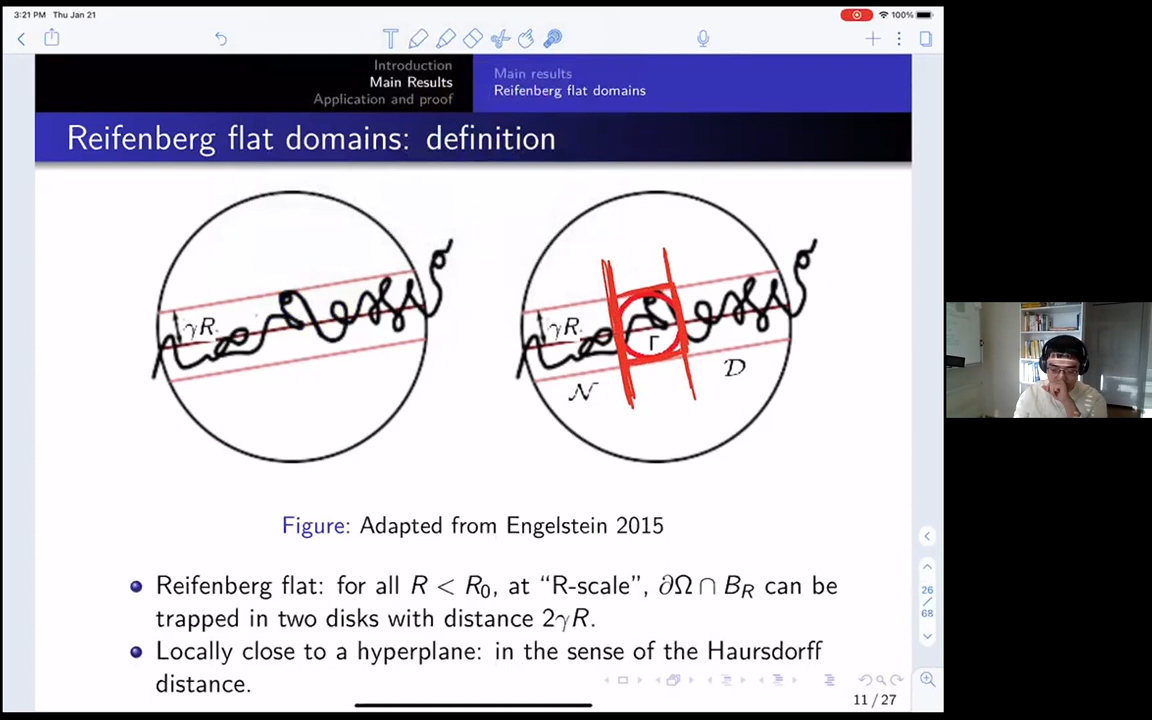 3:21 PM Thu Jan 21
100%
Introduction
Main Results
Application and proof
Main results
Reifenberg flat domains
Reifenberg flat domains: definition
γR
γR
Γ
N
D
Figure: Adapted from Engelstein 2015
Reifenberg flat: for all R < R₀, at “R-scale”, ∂Ω ∩ B_R can be
trapped in two disks with distance 2γR.
Locally close to a hyperplane: in the sense of the Haursdorff
distance.
26
/
68
11 / 27